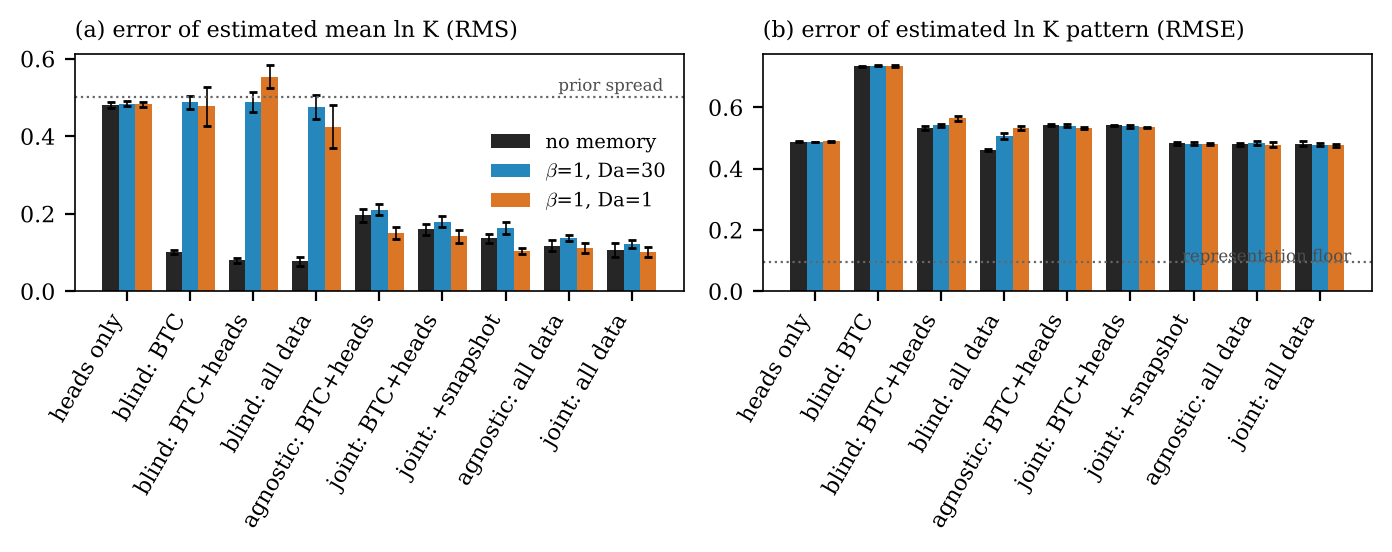 (a) error of estimated mean ln K (RMS)
0.6
0.4
0.2
0.0
prior spread
no memory
β=1, Da=30
β=1, Da=1
heads only
blind: BTC
blind: BTC+heads
blind: all data
agnostic: BTC+heads
joint: BTC+heads
joint: +snapshot
agnostic: all data
joint: all data
(b) error of estimated ln K pattern (RMSE)
0.6
0.4
0.2
0.0
representation floor
heads only
blind: BTC
blind: BTC+heads
blind: all data
agnostic: BTC+heads
joint: BTC+heads
joint: +snapshot
agnostic: all data
joint: all data